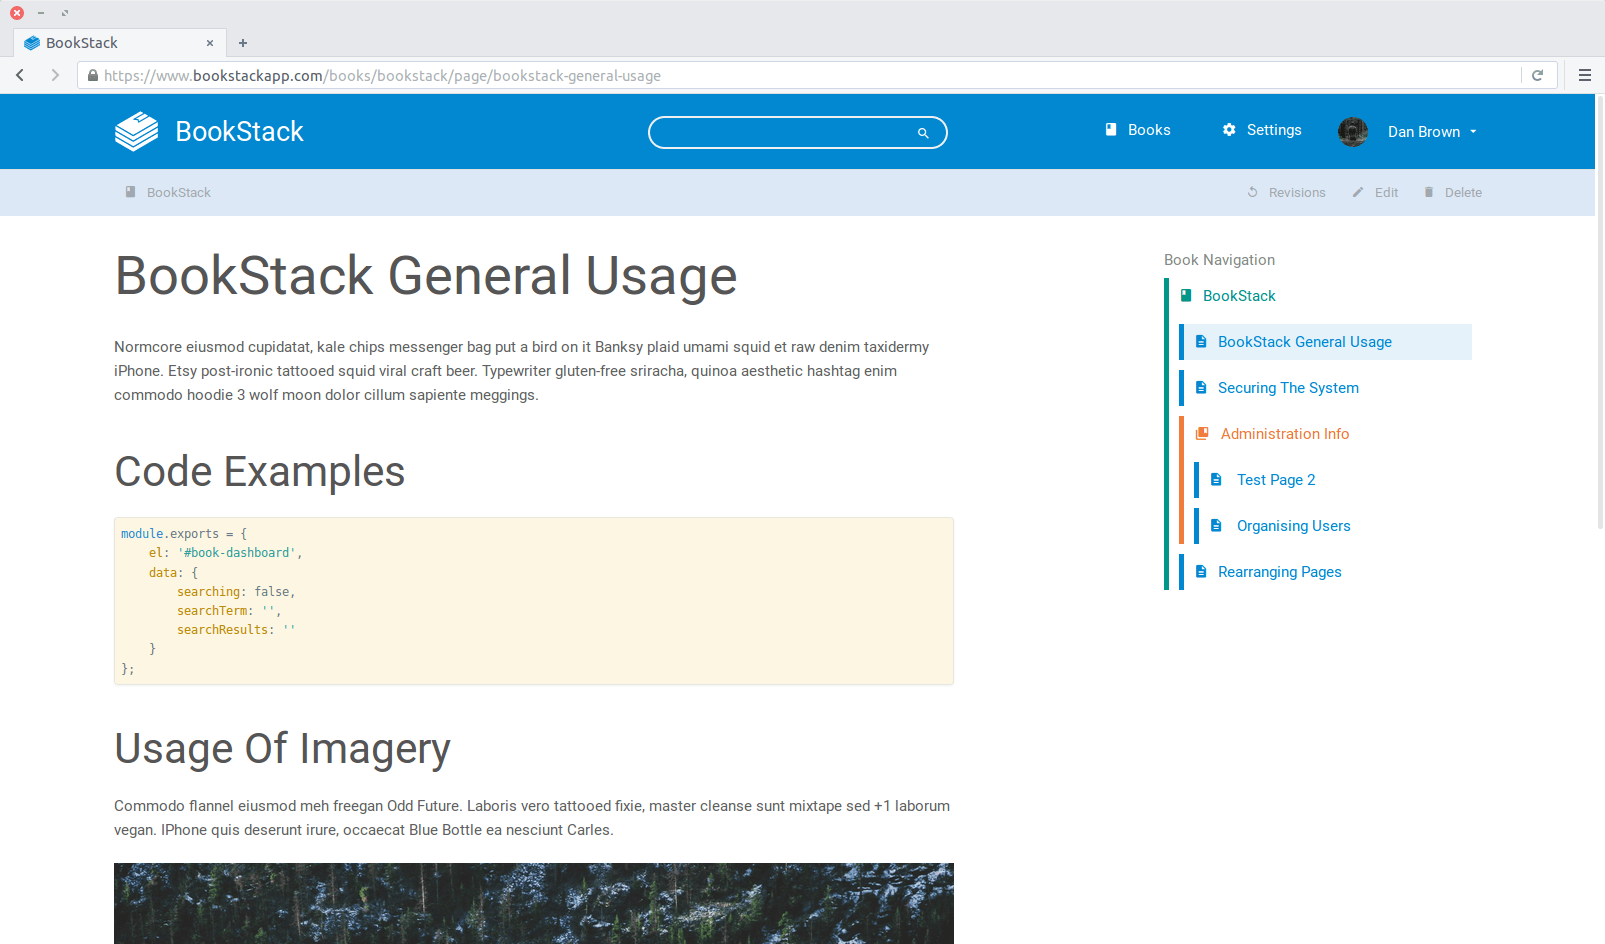 BookStack
https://www.bookstackapp.com/books/bookstack/page/bookstack-general-usage
BookStack
Books
Settings
Dan Brown
BookStack
Revisions
Edit
Delete
BookStack General Usage
Normcore eiusmod cupidatat, kale chips messenger bag put a bird on it Banksy plaid umami squid et raw denim taxidermy
iPhone. Etsy post-ironic tattooed squid viral craft beer. Typewriter gluten-free sriracha, quinoa aesthetic hashtag enim
commodo hoodie 3 wolf moon dolor cillum sapiente meggings.
Code Examples
module.exports = {
    el: '#book-dashboard',
    data: {
        searching: false,
        searchTerm: '',
        searchResults: ''
    }
};
Usage Of Imagery
Commodo flannel eiusmod meh freegan Odd Future. Laboris vero tattooed fixie, master cleanse sunt mixtape sed +1 laborum
vegan. IPhone quis deserunt irure, occaecat Blue Bottle ea nesciunt Carles.
Book Navigation
BookStack
BookStack General Usage
Securing The System
Administration Info
Test Page 2
Organising Users
Rearranging Pages